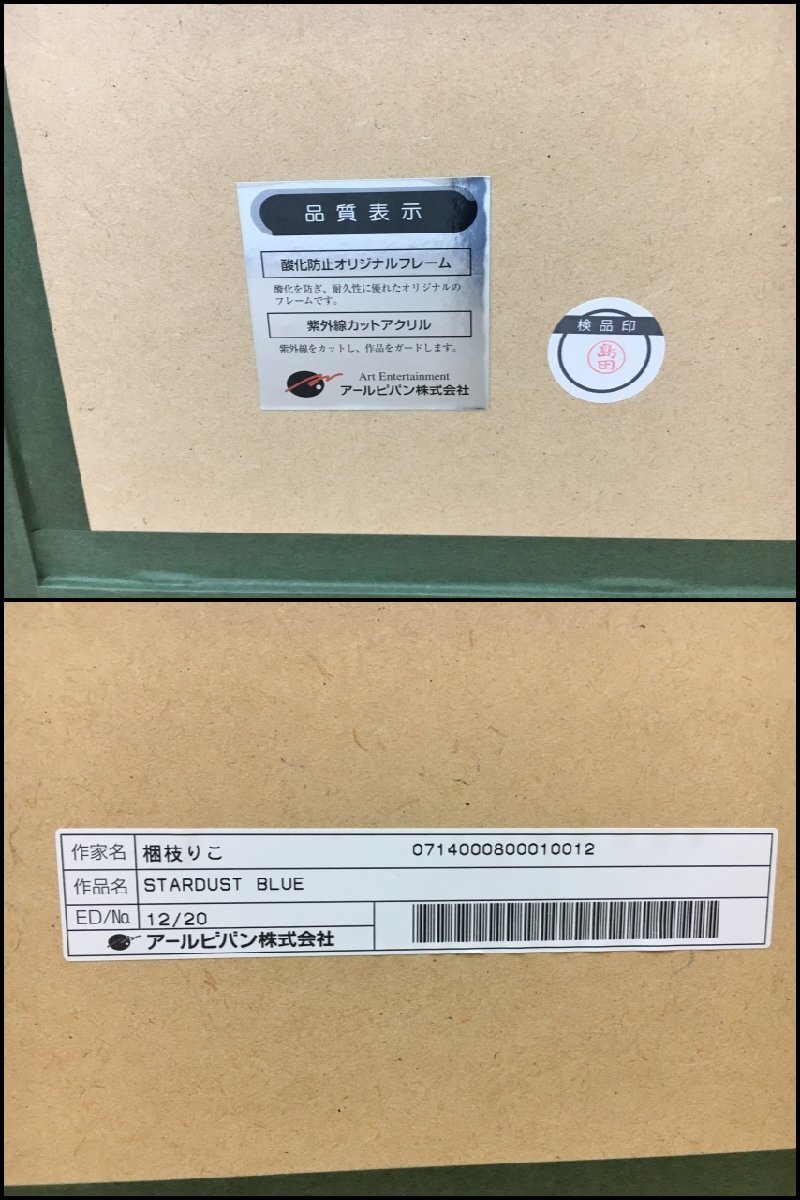 品質表示
酸化防止オリジナルフレーム
酸化を防ぎ、耐久性に優れたオリジナルの
フレームです。
紫外線カットアクリル
紫外線をカットし、作品をガードします。
Art Entertainment
アールビバン株式会社
検品印
島田
作家名 梱枝りこ 0714000800010012
作品名 STARDUST BLUE
ED/No. 12/20
アールビバン株式会社